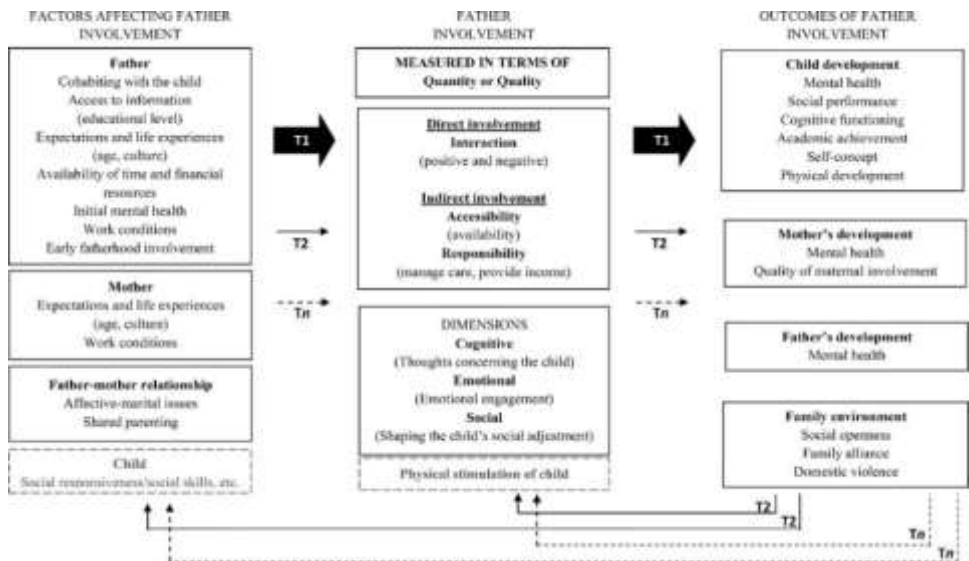 FACTORS AFFECTING FATHER
INVOLVEMENT
Father
Cohabiting with the child
Access to information
(educational level)
Expectations and life experiences
(age, culture)
Availability of time and financial
resources
Initial mental health
Work conditions
Early fatherhood involvement
Mother
Expectations and life experiences
(age, culture)
Work conditions
Father-mother relationship
Affective-marital issues
Shared parenting
Child
Social responsiveness/social skills, etc.
T1
T2
Tn
FATHER
INVOLVEMENT
MEASURED IN TERMS OF
Quantity or Quality
Direct involvement
Interaction
(positive and negative)
Indirect involvement
Accessibility
(availability)
Responsibility
(manage care, provide income)
DIMENSIONS
Cognitive
(Thoughts concerning the child)
Emotional
(Emotional engagement)
Social
(Shaping the child's social adjustment)
Physical stimulation of child
T1
T2
Tn
OUTCOMES OF FATHER
INVOLVEMENT
Child development
Mental health
Social performance
Cognitive functioning
Academic achievement
Self-concept
Physical development
Mother's development
Mental health
Quality of maternal involvement
Father's development
Mental health
Family environment
Social openness
Family alliance
Domestic violence
T2
T2
Tn
Tn